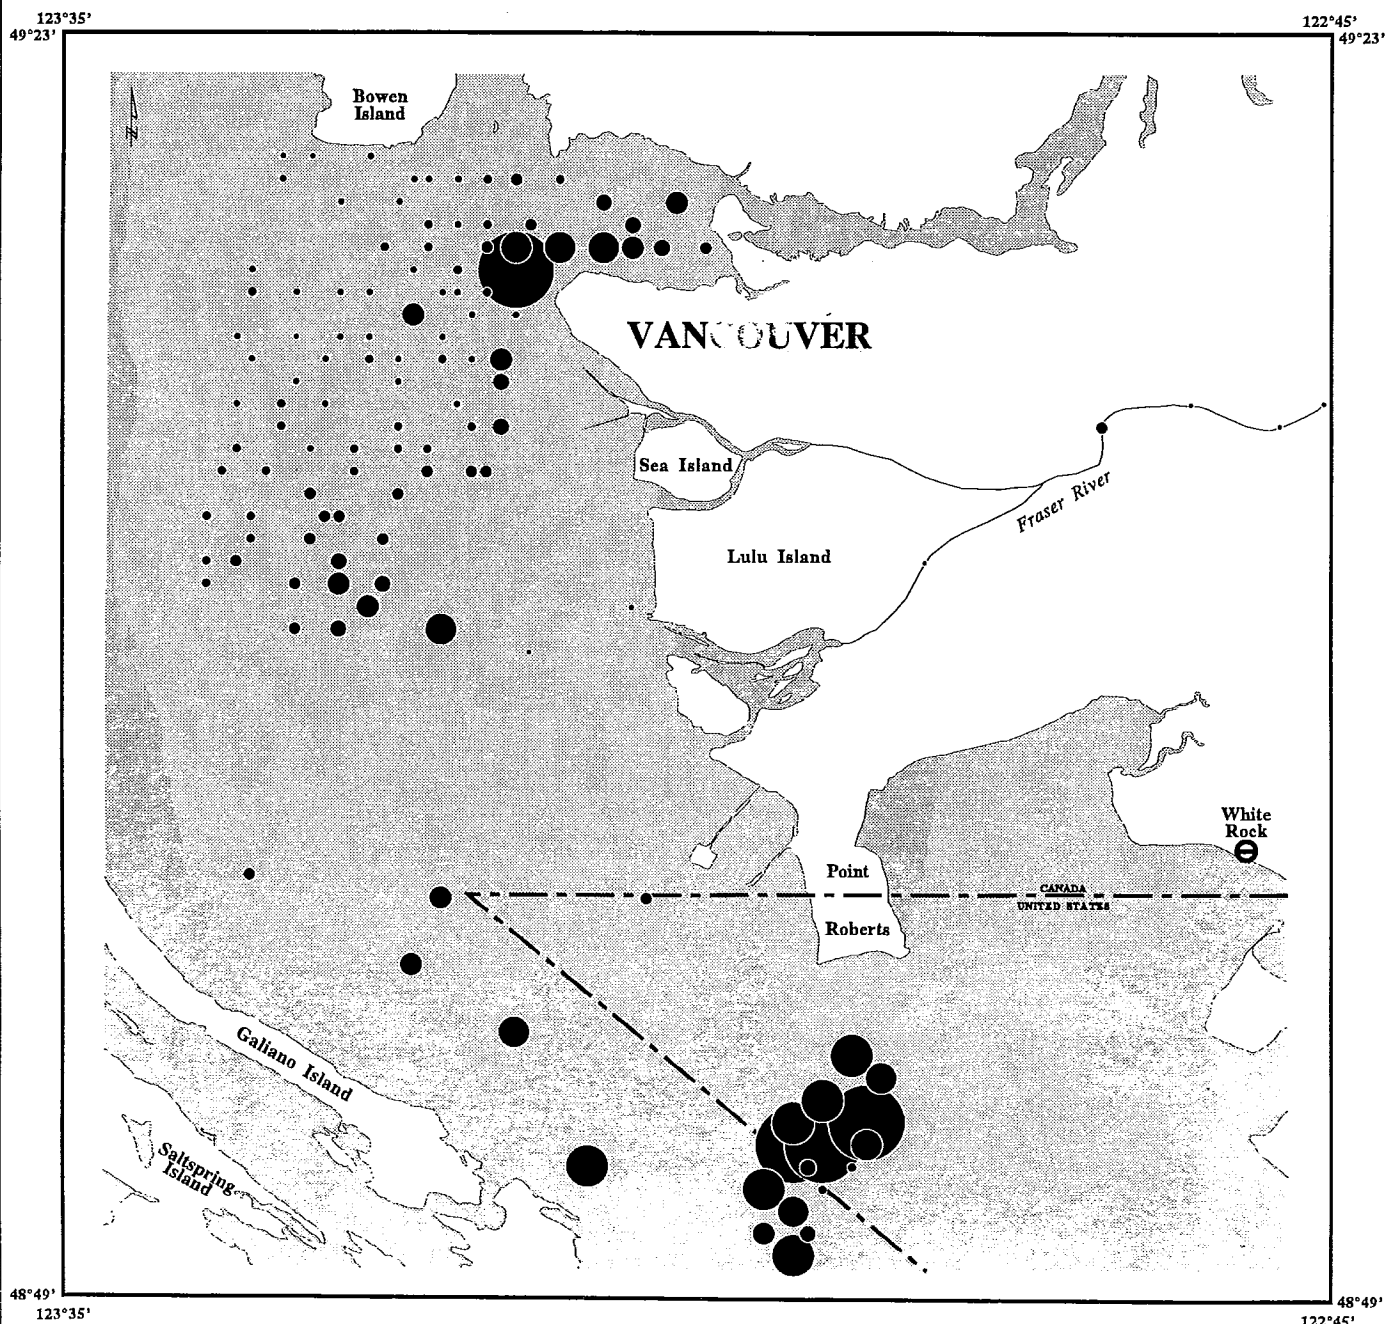 123°35' 122°45'
49°23' 49°23'
Bowen
Island
N
VANCOUVER
Sea Island
Fraser River
Lulu Island
White
Rock
Point
CANADA
UNITED STATES
Roberts
Galiano Island
Saltspring
Island
48°49' 48°49'
123°35' 122°45'